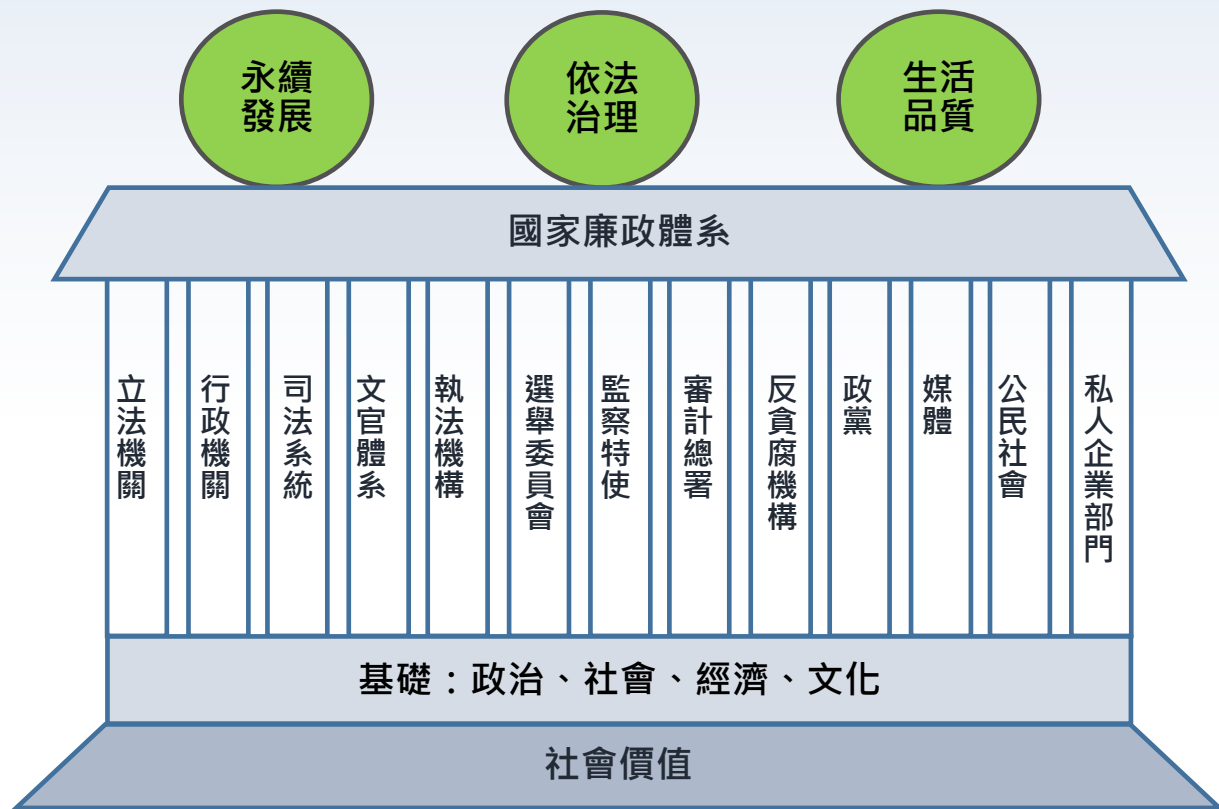 永續
發展
依法
治理
生活
品質
國家廉政體系
立法機關
行政機關
司法系統
文官體系
執法機構
選舉委員會
監察特使
審計總署
反貪腐機構
政黨
媒體
公民社會
私人企業部門
基礎：政治、社會、經濟、文化
社會價值